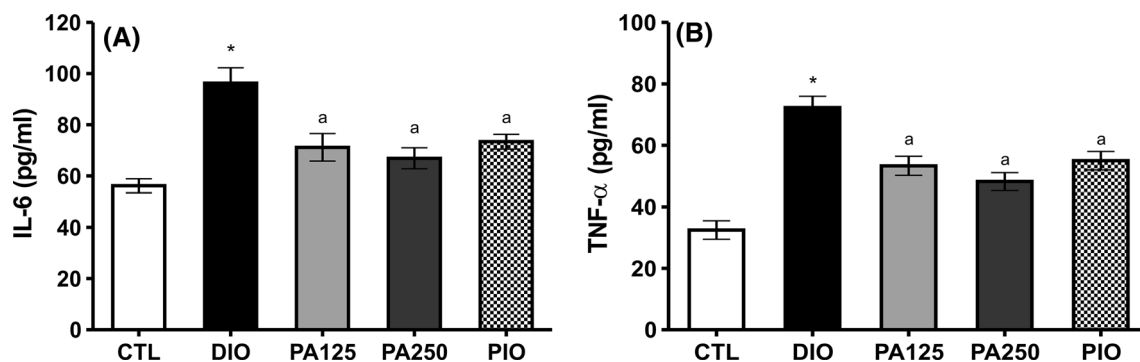 (A)
IL-6 (pg/ml)
120
100
80
60
40
20
0
*
a
a
a
CTL DIO PA125 PA250 PIO
(B)
TNF-α (pg/ml)
100
80
60
40
20
0
*
a
a
a
CTL DIO PA125 PA250 PIO